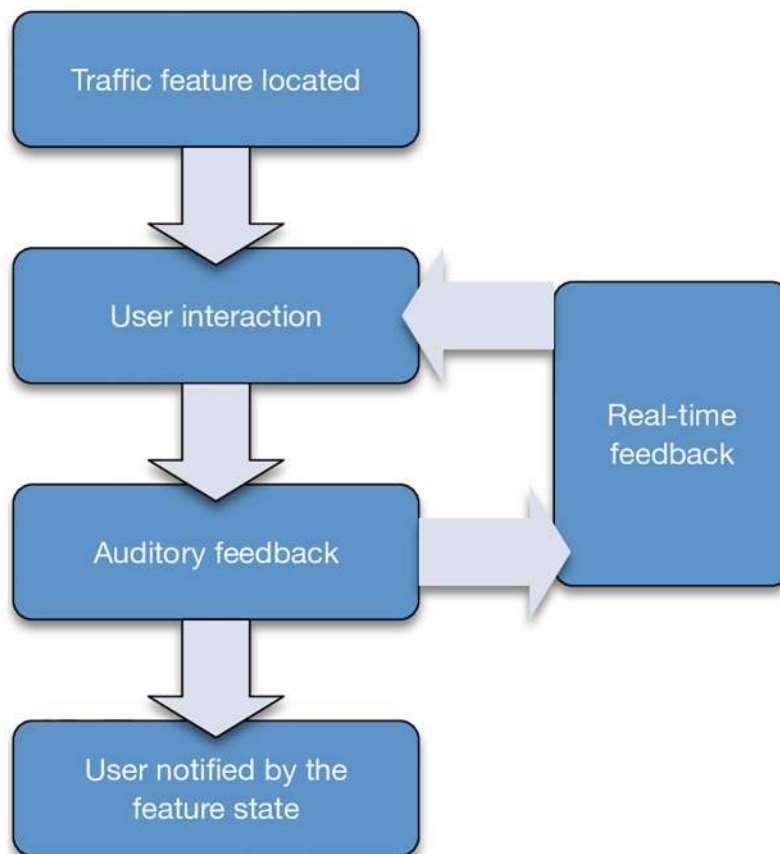 Traffic feature located
User interaction
Real-time
feedback
Auditory feedback
User notified by the
feature state